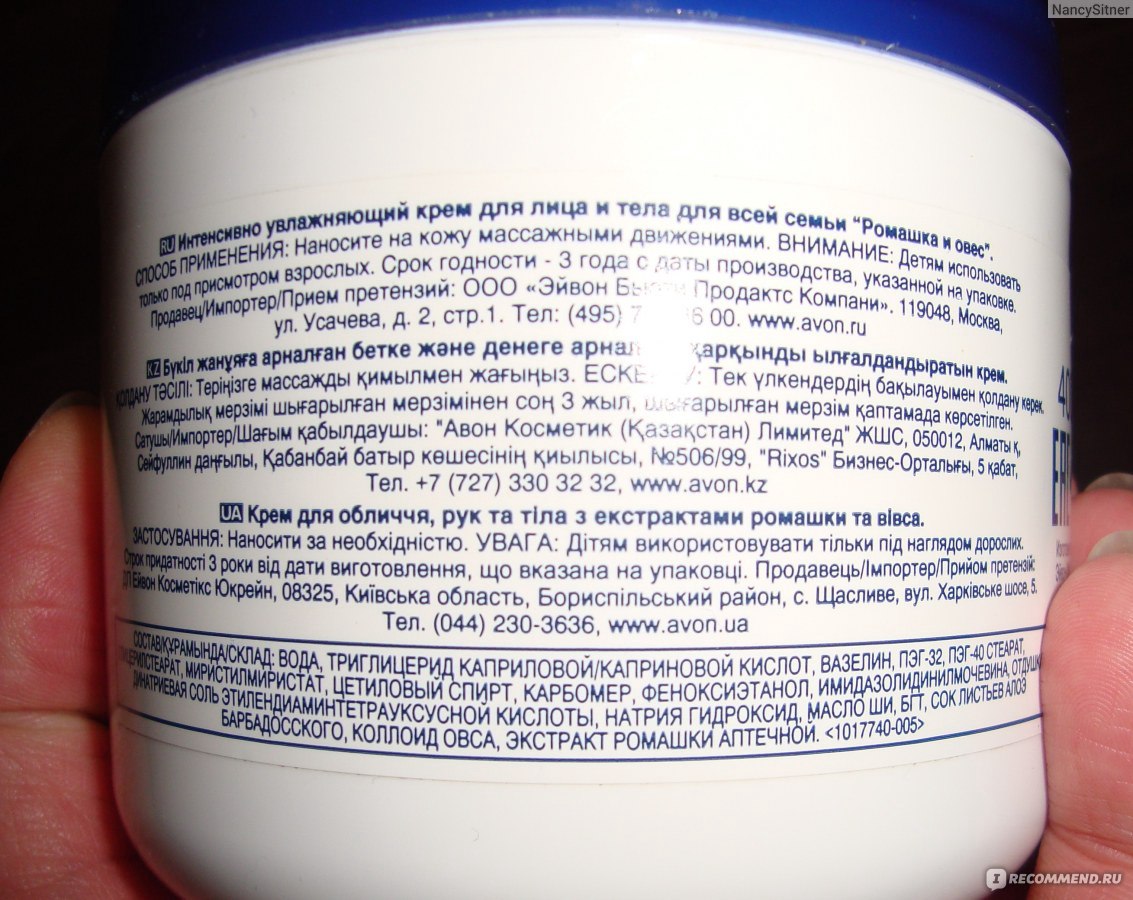 NancySitner
RU Интенсивно увлажняющий крем для лица и тела для всей семьи "Ромашка и овес".
СПОСОБ ПРИМЕНЕНИЯ: Наносите на кожу массажными движениями. ВНИМАНИЕ: Детям использовать
только под присмотром взрослых. Срок годности - 3 года с даты производства, указанной на упаковке.
Продавец/Импортер/Прием претензий: ООО «Эйвон Бьюти Продактс Компани». 119048, Москва,
ул. Усачева, д. 2, стр.1. Тел: (495) 6 00. www.avon.ru
KZ Бүкіл жанұяға арналған бетке және денеге қарқынды ылғалдандыратын крем.
ҚОЛДАНУ ТӘСІЛІ: Теріңізге массажды қимылмен жағыңыз. Тек үлкендердің бақылауымен қолдану керек.
Жарамдылық мерзімі шығарылған мерзімінен соң 3 жыл, шығарылған мерзім қаптамада көрсетілген.
Сатушы/Импортер/Шағым қабылдаушы: "Авон Косметик (Қазақстан) Лимитед" ЖШС, 050012, Алматы қ,
Сейфуллин даңғылы, Қабанбай батыр көшесінің қиылысы, №506/99, "Rixos" Бизнес-Орталығы, 5 қабат,
Тел. +7 (727) 330 32 32, www.avon.kz
UA Крем для обличчя, рук та тіла з екстрактами ромашки та вівса.
ЗАСТОСУВАННЯ: Наносити за необхідністю. УВАГА: Дітям використовувати тільки під наглядом дорослих.
Строк придатності 3 роки від дати виготовлення, що вказана на упаковці. Продавець/Імпортер/Прийом претензій:
ДП Ейвон Косметікс Юкрейн, 08325, Київська область, Бориспільський район, с. Щасливе, вул. Харківське шосе, 5.
Тел. (044) 230-3636, www.avon.ua
СОСТАВ/ҚҰРАМЫНДА/СКЛАД: ВОДА, ТРИГЛИЦЕРИД КАПРИЛОВОЙ/КАПРИНОВОЙ КИСЛОТ, ВАЗЕЛИН, ПЭГ-32, ПЭГ-40 СТЕАРАТ,
ГЛИЦЕРИЛСТЕАРАТ, МИРИСТИЛМИРИСТАТ, ЦЕТИЛОВЫЙ СПИРТ, КАРБОМЕР, ФЕНОКСИЭТАНОЛ, ИМИДАЗОЛИДИНИЛМОЧЕВИНА, ОТДУШКА,
ДИНАТРИЕВАЯ СОЛЬ ЭТИЛЕНДИАМИНТЕТРАУКСУСНОЙ КИСЛОТЫ, НАТРИЯ ГИДРОКСИД, МАСЛО ШИ, БГТ, СОК ЛИСТЬЕВ АЛОЭ
БАРБАДОССКОГО, КОЛЛОИД ОВСА, ЭКСТРАКТ РОМАШКИ АПТЕЧНОЙ. <1017740-005>
IRECOMMEND.RU